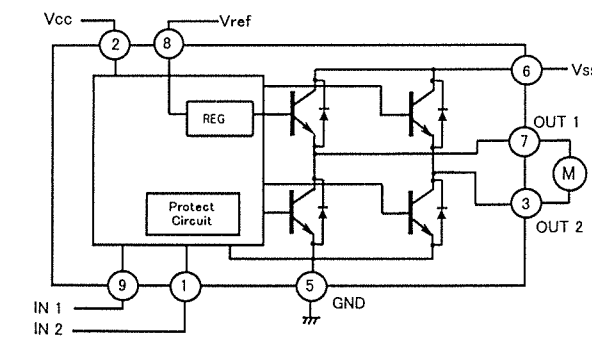 Vcc
Vref
2
8
6
Vss
REG
OUT 1
7
M
Protect
Circuit
3
OUT 2
9
1
5
GND
IN 1
IN 2